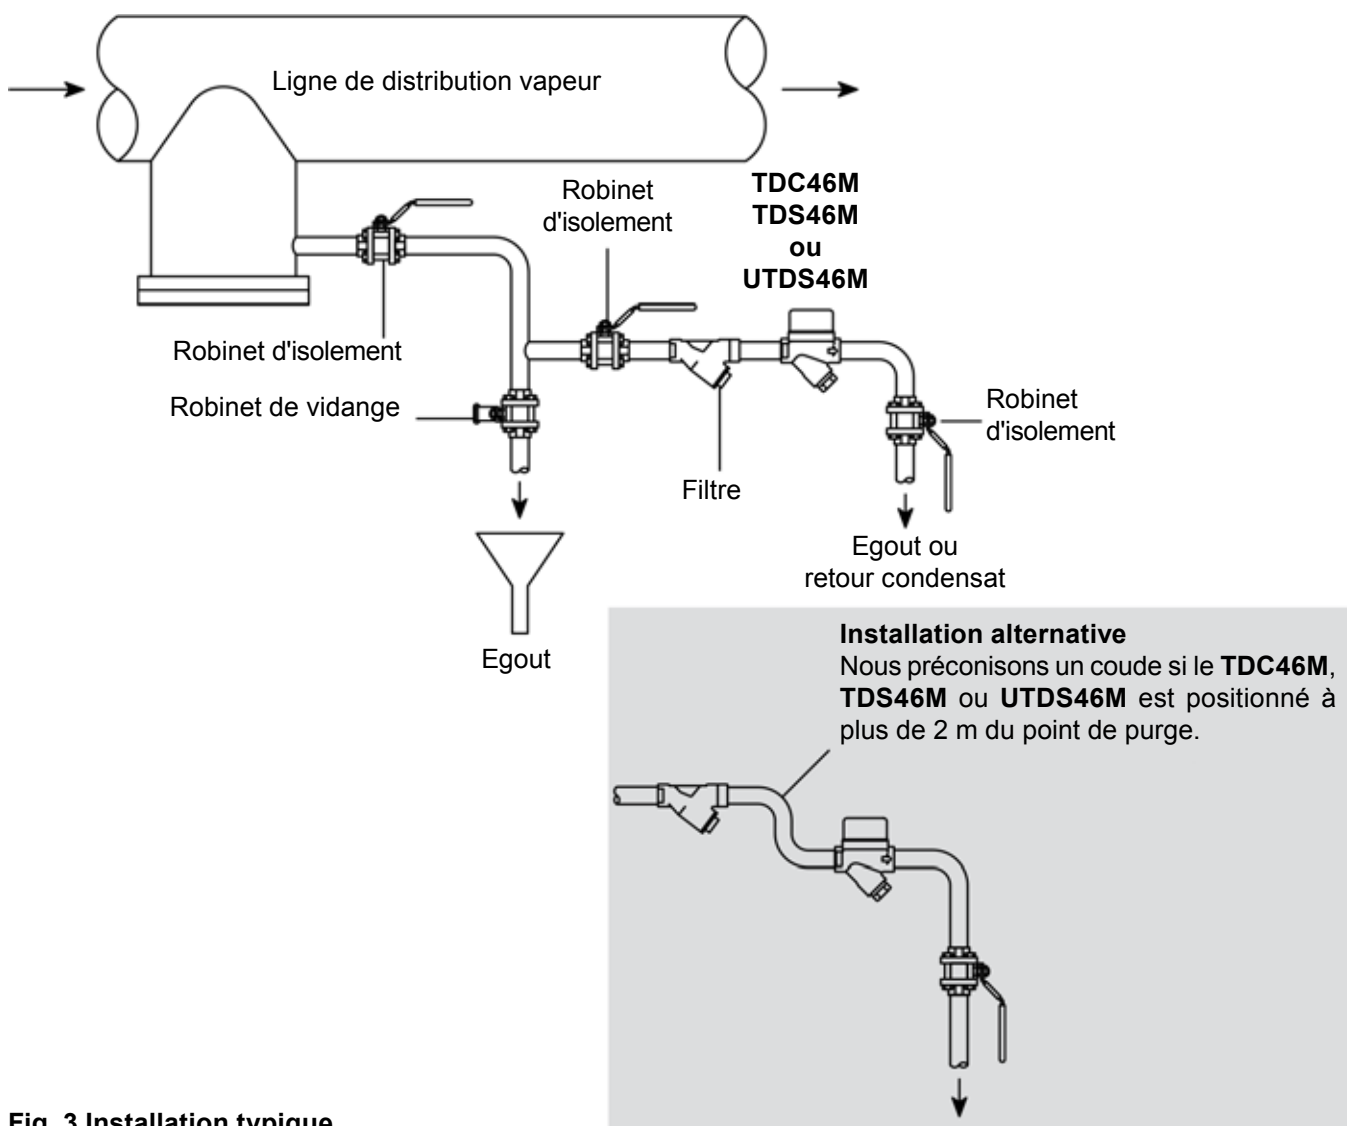 Ligne de distribution vapeur
Robinet
d'isolement
TDC46M
TDS46M
ou
UTDS46M
Robinet d'isolement
Robinet de vidange
Robinet
d'isolement
Filtre
Egout ou
retour condensat
Egout
Installation alternative
Nous préconisons un coude si le TDC46M,
TDS46M ou UTDS46M est positionné à
plus de 2 m du point de purge.
Fig. 3 Installation typique